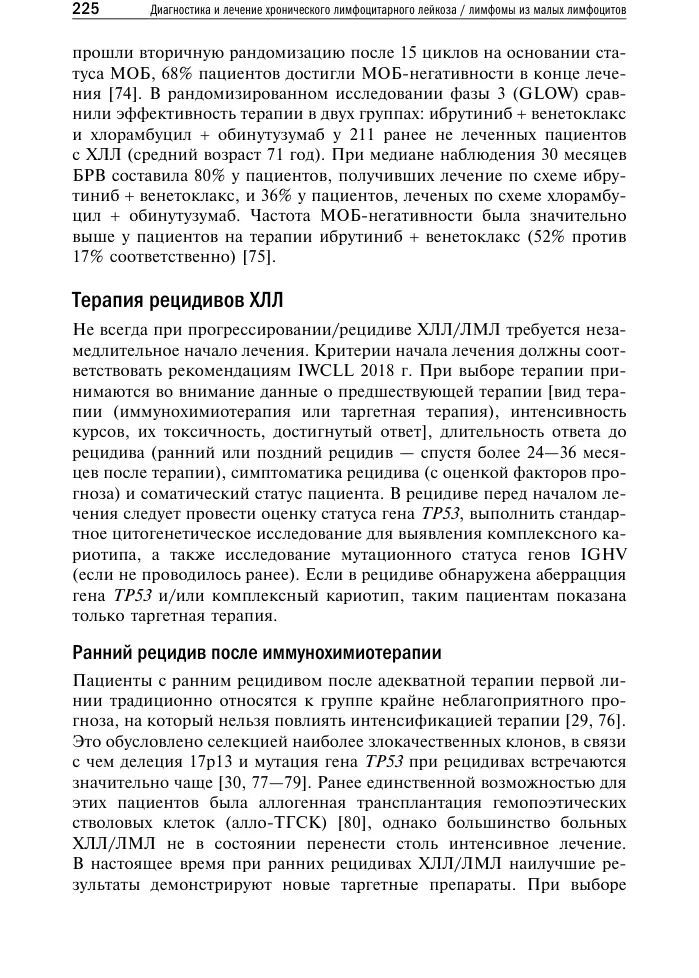 225 Диагностика и лечение хронического лимфоцитарного лейкоза / лимфомы из малых лимфоцитов
прошли вторичную рандомизацию после 15 циклов на основании ста-
туса МОБ, 68% пациентов достигли МОБ-негативности в конце лече-
ния [74]. В рандомизированном исследовании фазы 3 (GLOW) срав-
нили эффективность терапии в двух группах: ибрутиниб + венетоклакс
и хлорамбуцил + обинутузумаб у 211 ранее не леченных пациентов
с ХЛЛ (средний возраст 71 год). При медиане наблюдения 30 месяцев
БРВ составила 80% у пациентов, получивших лечение по схеме ибру-
тиниб + венетоклакс, и 36% у пациентов, леченых по схеме хлорамбу-
цил + обинутузумаб. Частота МОБ-негативности была значительно
выше у пациентов на терапии ибрутиниб + венетоклакс (52% против
17% соответственно) [75].
Терапия рецидивов ХЛЛ
Не всегда при прогрессировании/рецидиве ХЛЛ/ЛМЛ требуется неза-
медлительное начало лечения. Критерии начала лечения должны соот-
ветствовать рекомендациям IWCLL 2018 г. При выборе терапии при-
нимаются во внимание данные о предшествующей терапии [вид тера-
пии (иммунохимиотерапия или таргетная терапия), интенсивность
курсов, их токсичность, достигнутый ответ], длительность ответа до
рецидива (ранний или поздний рецидив — спустя более 24—36 меся-
цев после терапии), симптоматика рецидива (с оценкой факторов про-
гноза) и соматический статус пациента. В рецидиве перед началом ле-
чения следует провести оценку статуса гена TP53, выполнить стандар-
тное цитогенетическое исследование для выявления комплексного ка-
риотипа, а также исследование мутационного статуса генов IGHV
(если не проводилось ранее). Если в рецидиве обнаружена аберрацция
гена TP53 и/или комплексный кариотип, таким пациентам показана
только таргетная терапия.
Ранний рецидив после иммунохимиотерапии
Пациенты с ранним рецидивом после адекватной терапии первой ли-
нии традиционно относятся к группе крайне неблагоприятного про-
гноза, на который нельзя повлиять интенсификацией терапии [29, 76].
Это обусловлено селекцией наиболее злокачественных клонов, в связи
с чем делеция 17p13 и мутация гена TP53 при рецидивах встречаются
значительно чаще [30, 77—79]. Ранее единственной возможностью для
этих пациентов была аллогенная трансплантация гемопоэтических
стволовых клеток (алло-ТГСК) [80], однако большинство больных
ХЛЛ/ЛМЛ не в состоянии перенести столь интенсивное лечение.
В настоящее время при ранних рецидивах ХЛЛ/ЛМЛ наилучшие ре-
зультаты демонстрируют новые таргетные препараты. При выборе